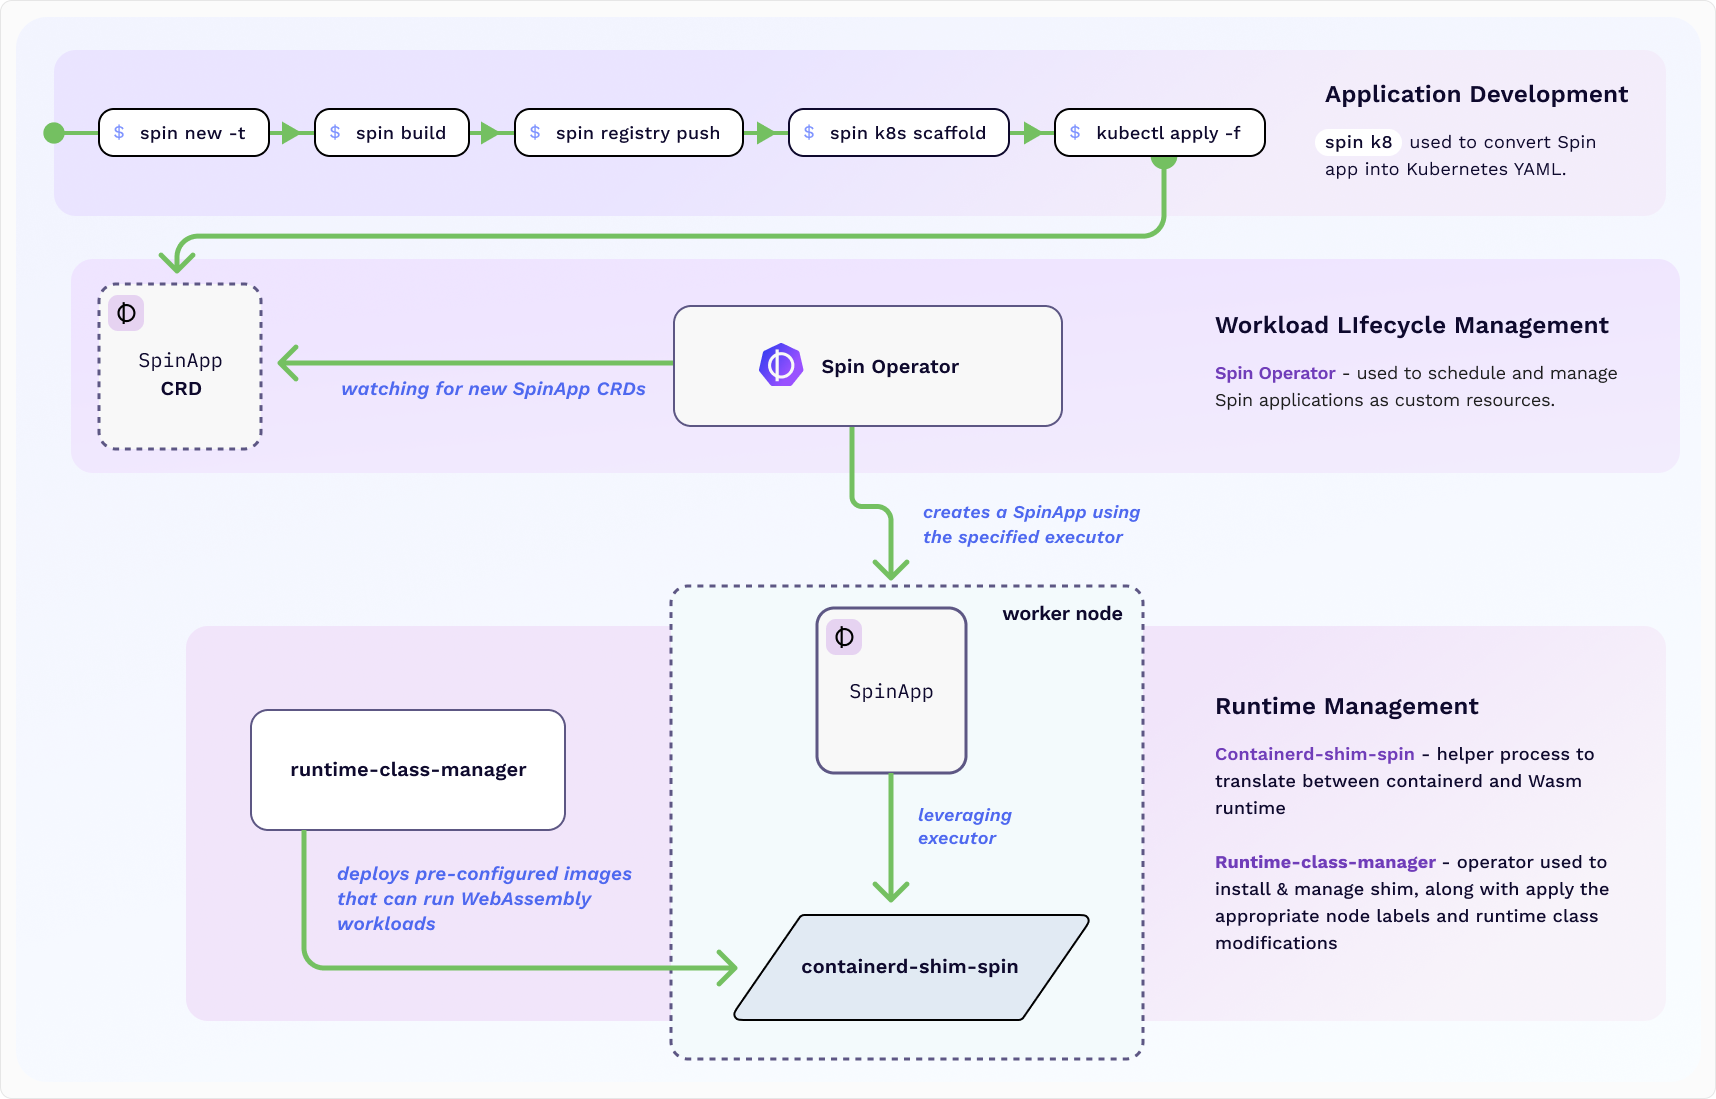 $ spin new -t
$ spin build
$ spin registry push
$ spin k8s scaffold
$ kubectl apply -f
Application Development
spin k8 used to convert Spin
app into Kubernetes YAML.
SpinApp
CRD
watching for new SpinApp CRDs
Spin Operator
Workload LIfecycle Management
Spin Operator - used to schedule and manage
Spin applications as custom resources.
creates a SpinApp using
the specified executor
worker node
SpinApp
leveraging
executor
runtime-class-manager
deploys pre-configured images
that can run WebAssembly
workloads
containerd-shim-spin
Runtime Management
Containerd-shim-spin - helper process to
translate between containerd and Wasm
runtime
Runtime-class-manager - operator used to
install & manage shim, along with apply the
appropriate node labels and runtime class
modifications